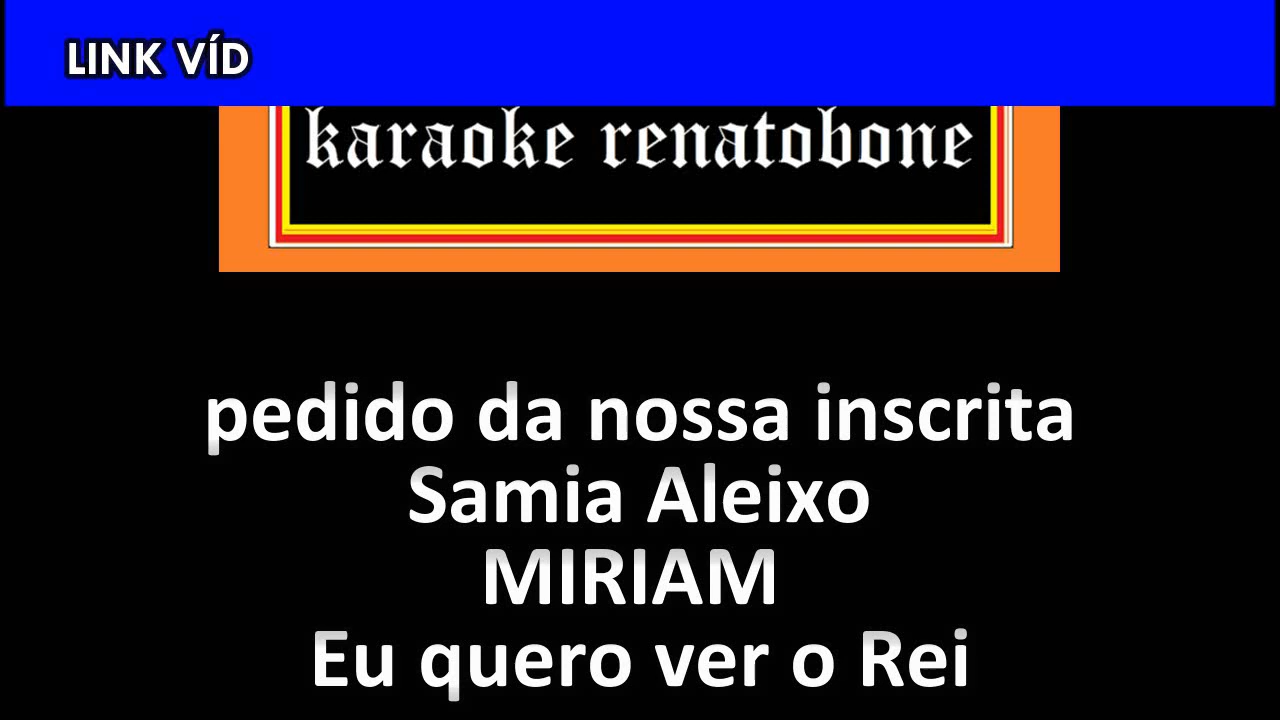 LINK VÍD
karaoke renatobone
pedido da nossa inscrita
Samia Aleixo
MIRIAM
Eu quero ver o Rei